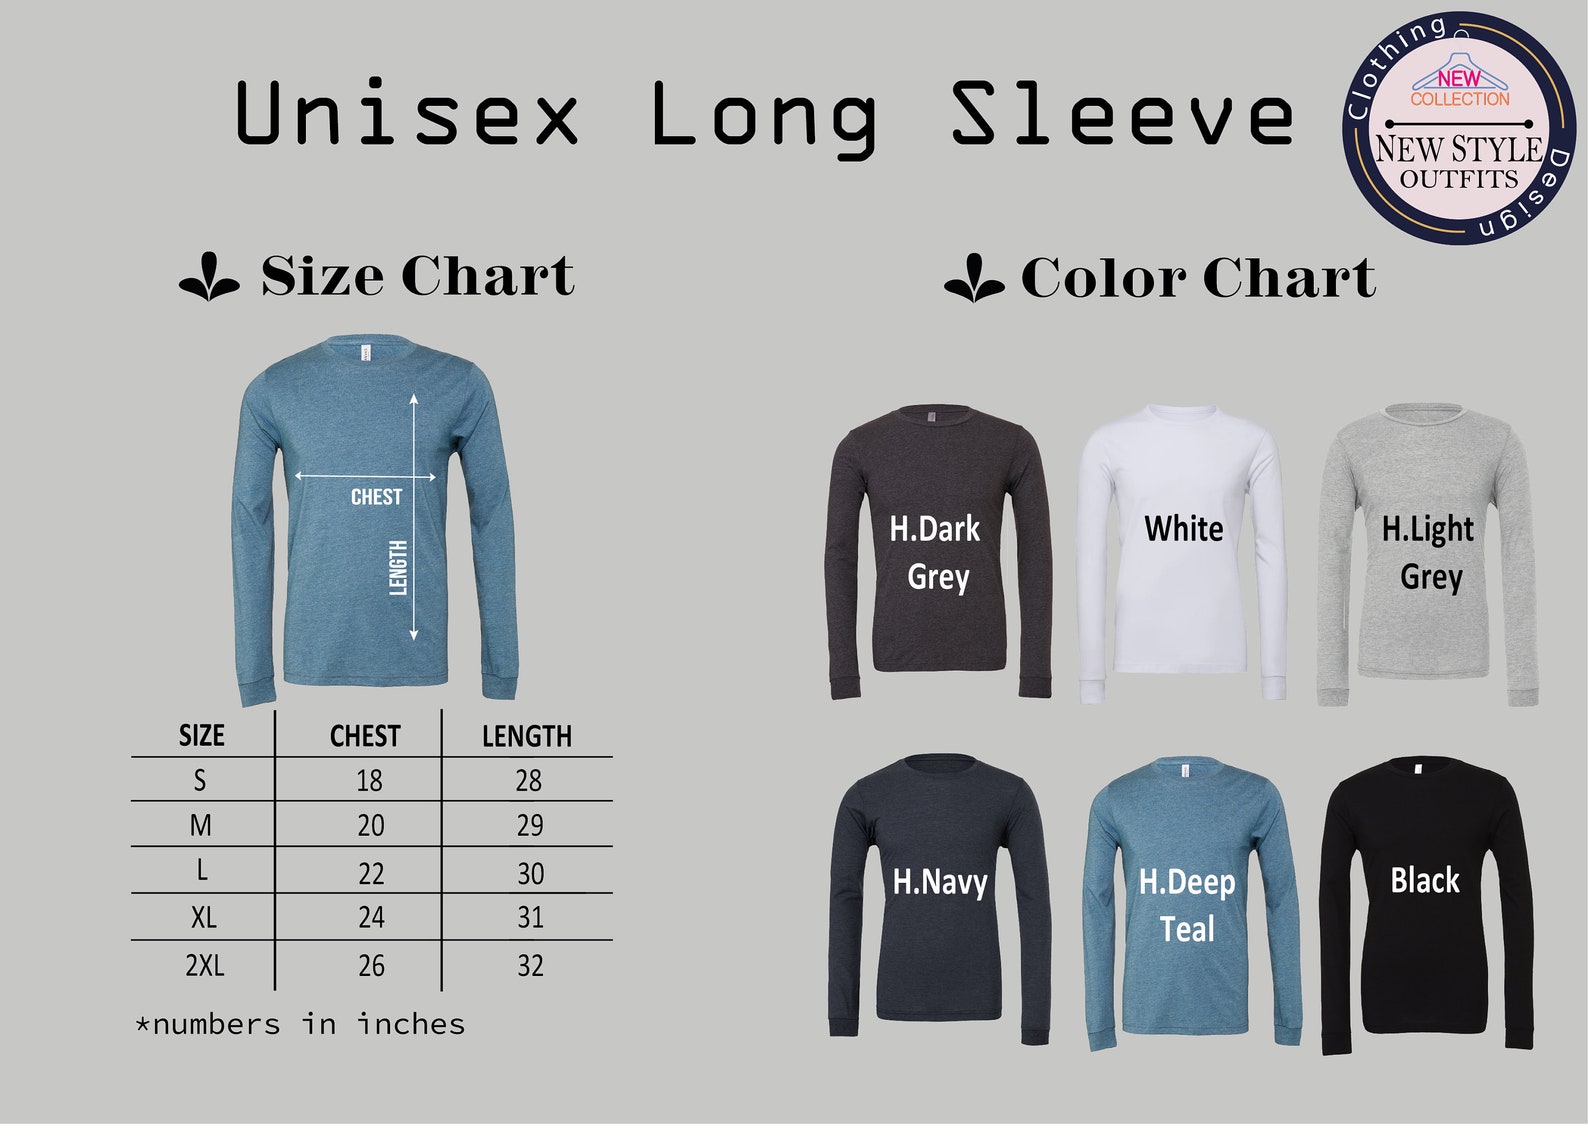 Unisex Long Sleeve
Clothing
Design
NEW
COLLECTION
NEW STYLE
OUTFITS
Size Chart
CHEST
LENGTH
SIZE CHEST LENGTH
S 18 28
M 20 29
L 22 30
XL 24 31
2XL 26 32
*numbers in inches
Color Chart
H.Dark
Grey
White
H.Light
Grey
H.Navy
H.Deep
Teal
Black